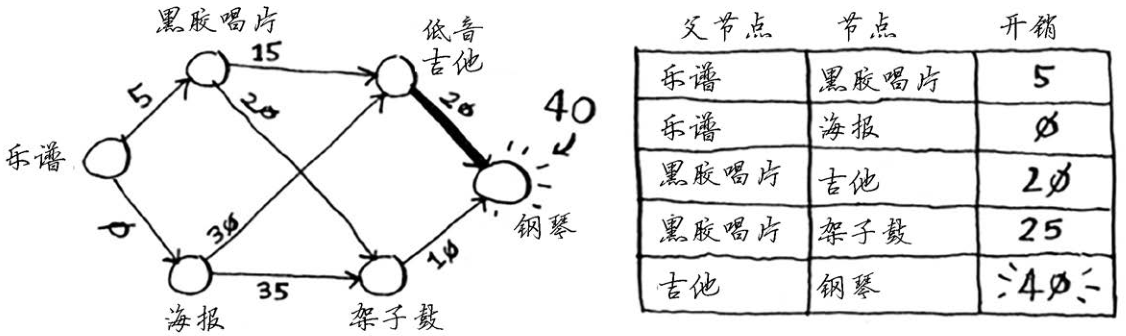 黑胶唱片
低音
吉他
15
5
20
20
40
乐谱
钢琴
0
30
10
35
海报
架子鼓
父节点 节点 开销
乐谱 黑胶唱片 5
乐谱 海报 0
黑胶唱片 吉他 20
黑胶唱片 架子鼓 25
吉他 钢琴 40